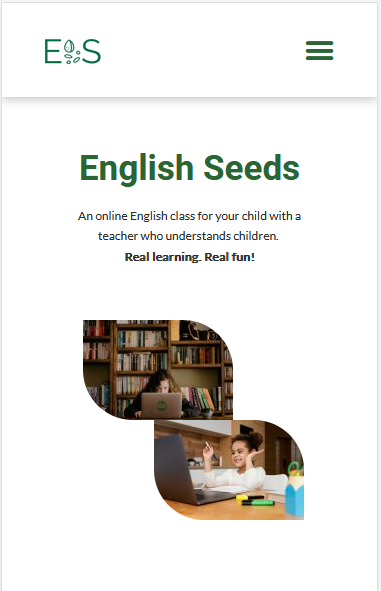 E S
English Seeds
An online English class for your child with a
teacher who understands children.
Real learning. Real fun!